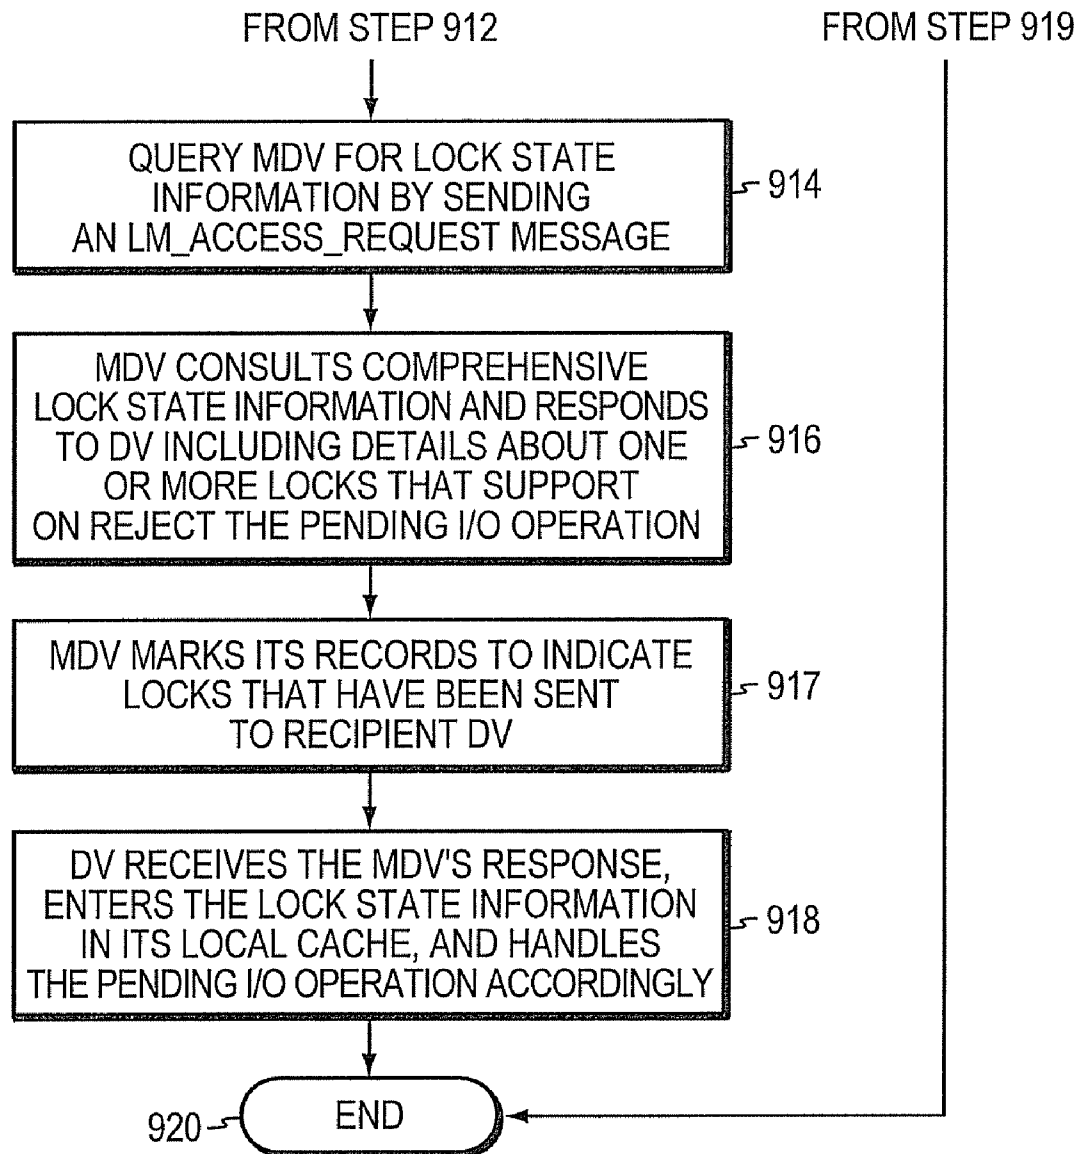 FROM STEP 912
FROM STEP 919
QUERY MDV FOR LOCK STATE
INFORMATION BY SENDING
AN LM_ACCESS_REQUEST MESSAGE
914
MDV CONSULTS COMPREHENSIVE
LOCK STATE INFORMATION AND RESPONDS
TO DV INCLUDING DETAILS ABOUT ONE
OR MORE LOCKS THAT SUPPORT
ON REJECT THE PENDING I/O OPERATION
916
MDV MARKS ITS RECORDS TO INDICATE
LOCKS THAT HAVE BEEN SENT
TO RECIPIENT DV
917
DV RECEIVES THE MDV'S RESPONSE,
ENTERS THE LOCK STATE INFORMATION
IN ITS LOCAL CACHE, AND HANDLES
THE PENDING I/O OPERATION ACCORDINGLY
918
END
920